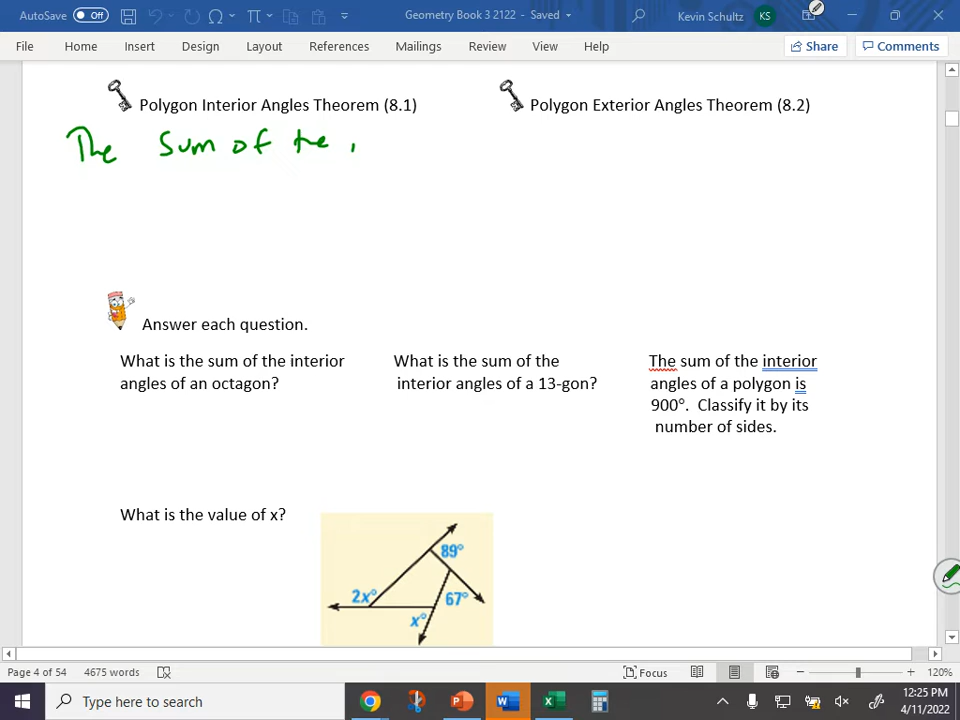 AutoSave Off
Geometry Book 3 2122 - Saved
Kevin Schultz KS
File Home Insert Design Layout References Mailings Review View Help Share Comments
Polygon Interior Angles Theorem (8.1) Polygon Exterior Angles Theorem (8.2)
The Sum of the
Answer each question.
What is the sum of the interior
angles of an octagon?
What is the sum of the
interior angles of a 13-gon?
The sum of the interior
angles of a polygon is
900°. Classify it by its
number of sides.
What is the value of x?
89°
2x°
67°
x°
Page 4 of 54 4675 words Focus 120%
Type here to search
12:25 PM
4/11/2022